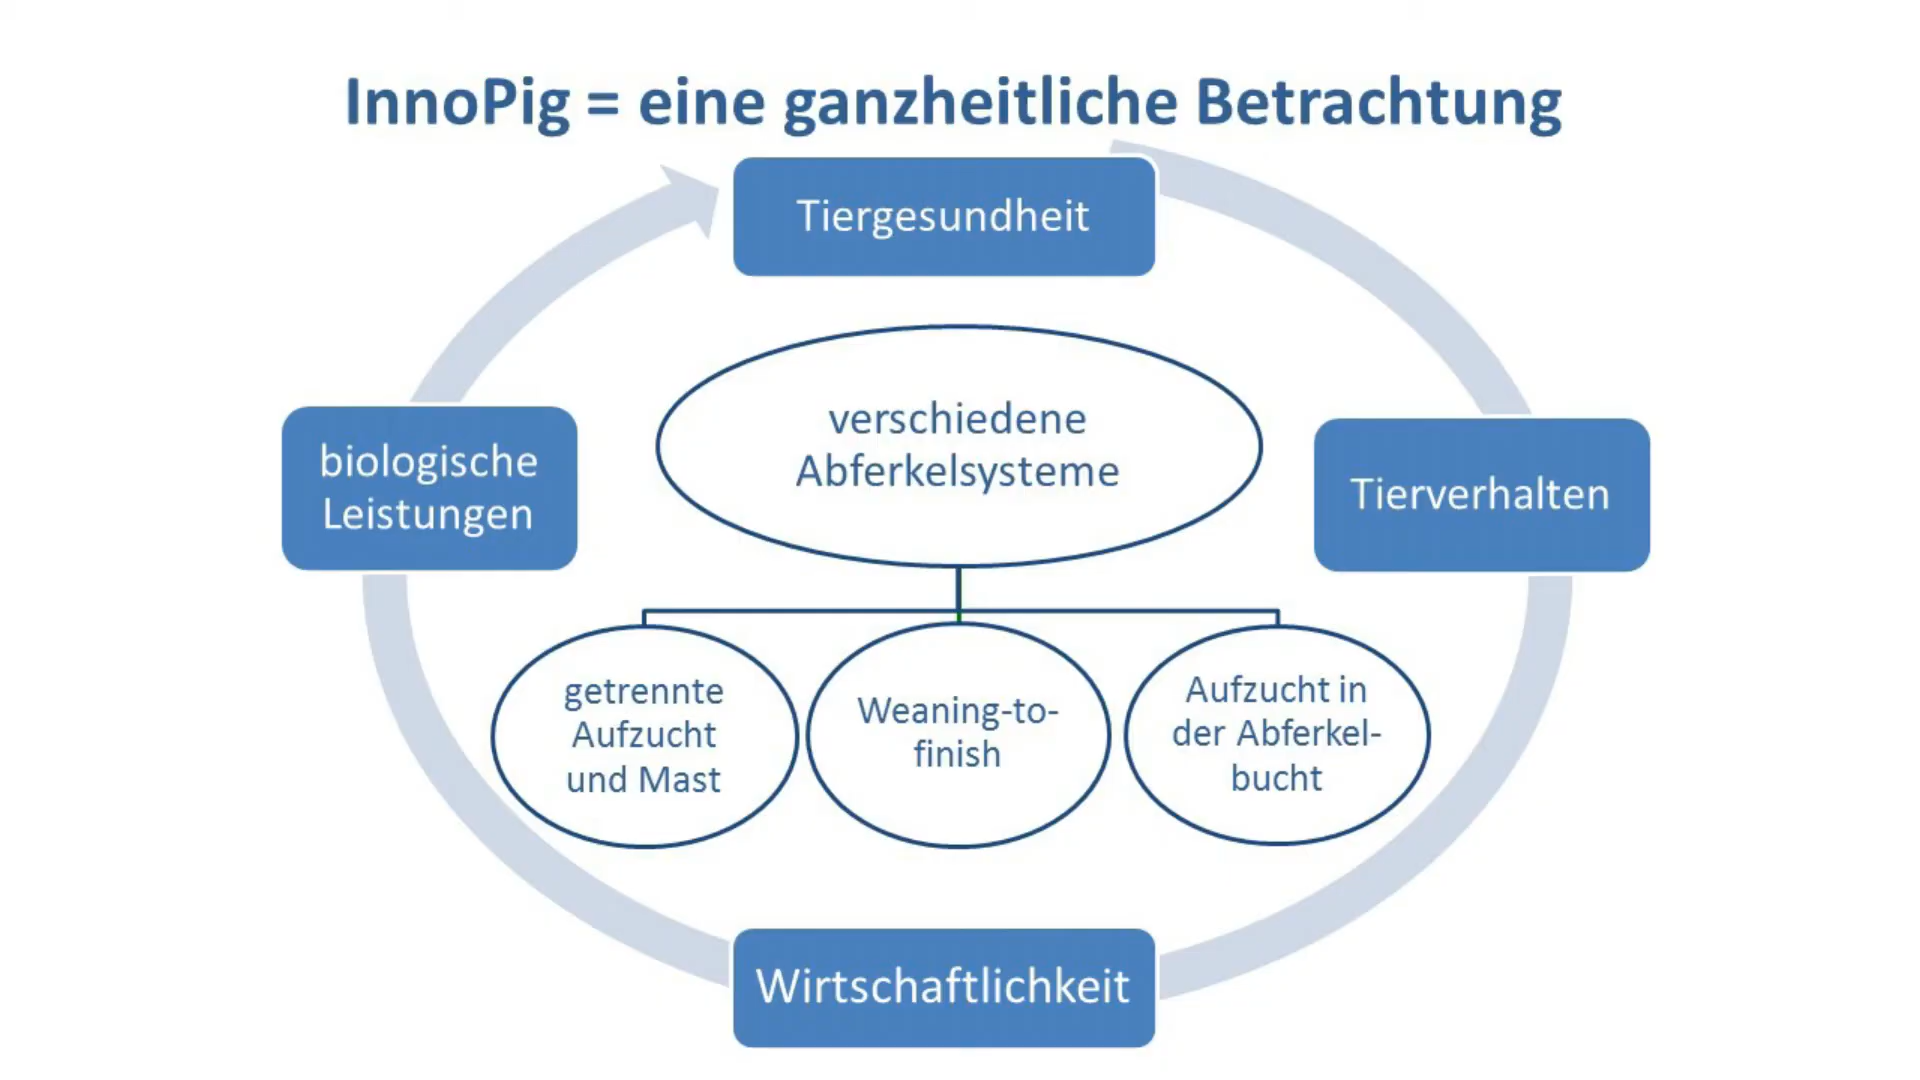 InnoPig = eine ganzheitliche Betrachtung
Tiergesundheit
verschiedene
Abferkelsysteme
biologische
Leistungen
Tierverhalten
getrennte
Aufzucht
und Mast
Weaning-to-
finish
Aufzucht in
der Abferkel-
bucht
Wirtschaftlichkeit